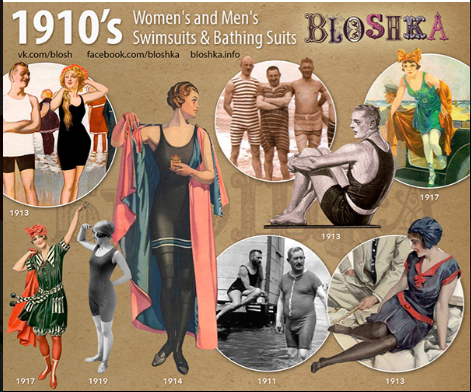 1910's
Women's and Men's
Swimsuits & Bathing Suits
BLOSHKA
vk.com/blosh facebook.com/bloshka bloshka.info
1913
1917
1913
1917
1919
1914
1911
1913